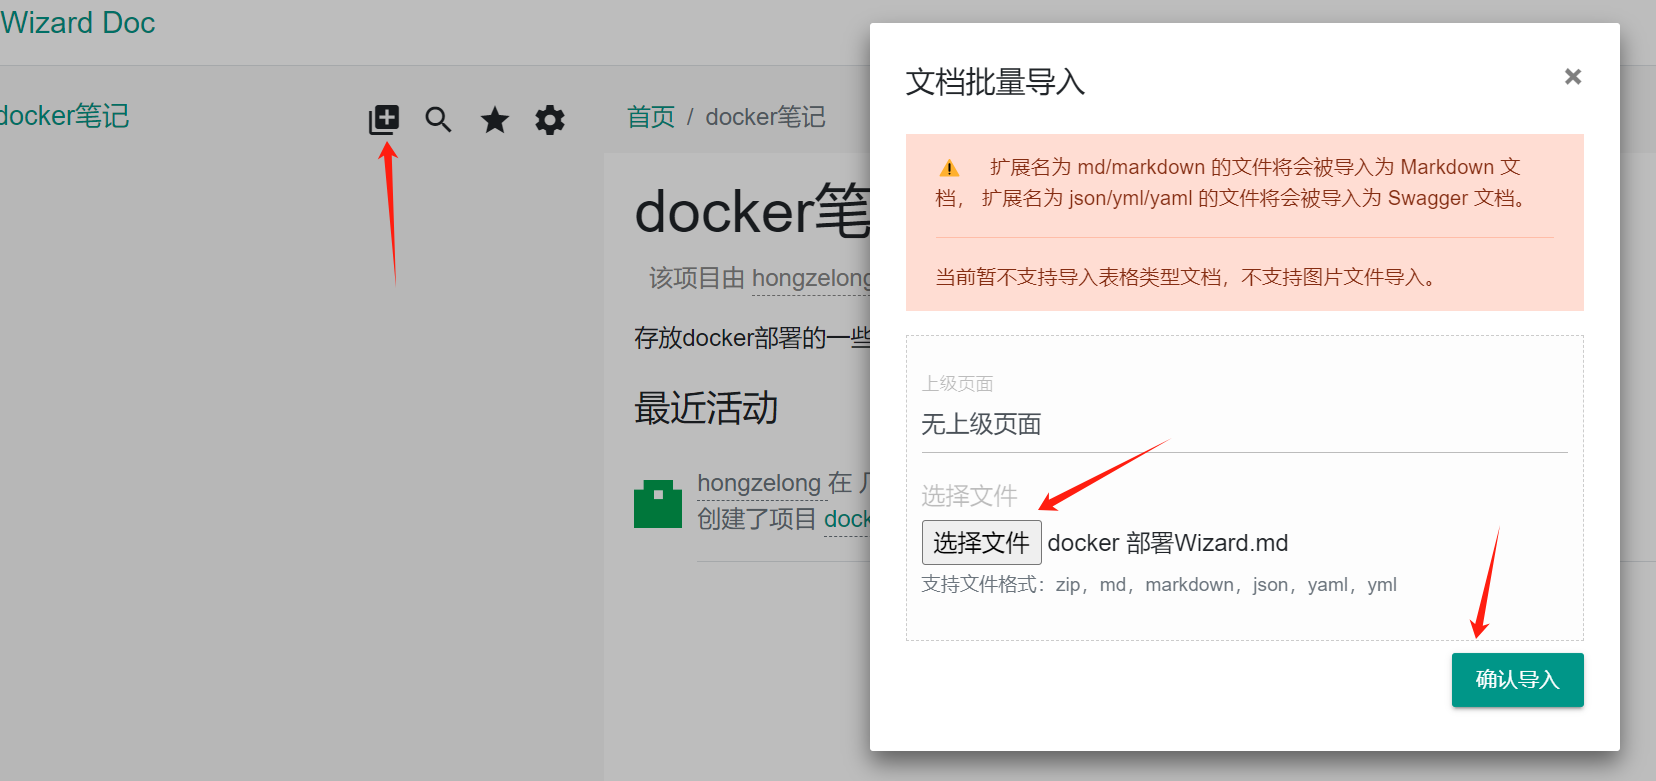 Wizard Doc
docker笔记
首页 / docker笔记
docker笔
该项目由 hongzelong
存放docker部署的一些
最近活动
hongzelong 在 几
创建了项目 dock
文档批量导入
×
⚠️ 扩展名为 md/markdown 的文件将会被导入为 Markdown 文
档， 扩展名为 json/yml/yaml 的文件将会被导入为 Swagger 文档。
当前暂不支持导入表格类型文档，不支持图片文件导入。
上级页面
无上级页面
选择文件
选择文件 docker 部署Wizard.md
支持文件格式：zip，md，markdown，json，yaml，yml
确认导入